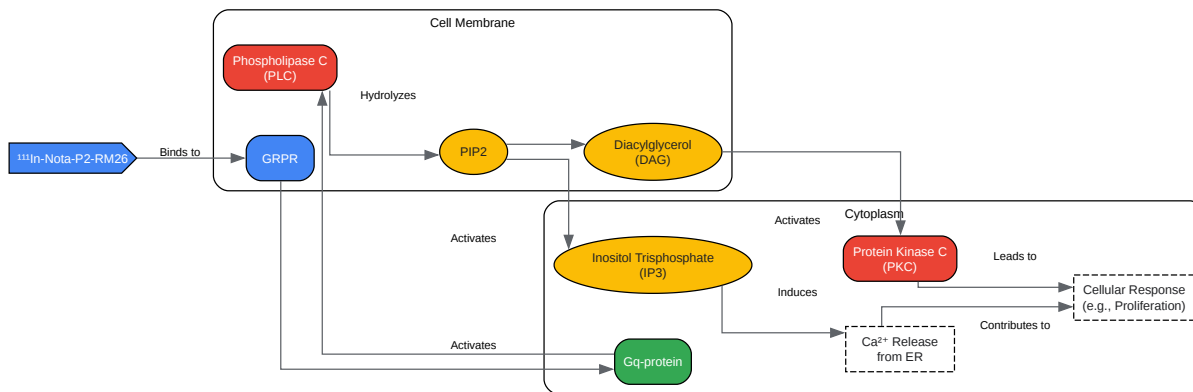 Cell Membrane
Phospholipase C
(PLC)
Hydrolyzes
¹¹¹In-Nota-P2-RM26
Binds to
GRPR
PIP2
Diacylglycerol
(DAG)
Activates
Activates
Cytoplasm
Inositol Trisphosphate
(IP3)
Protein Kinase C
(PKC)
Leads to
Induces
Cellular Response
(e.g., Proliferation)
Contributes to
Ca²⁺ Release
from ER
Activates
Gq-protein